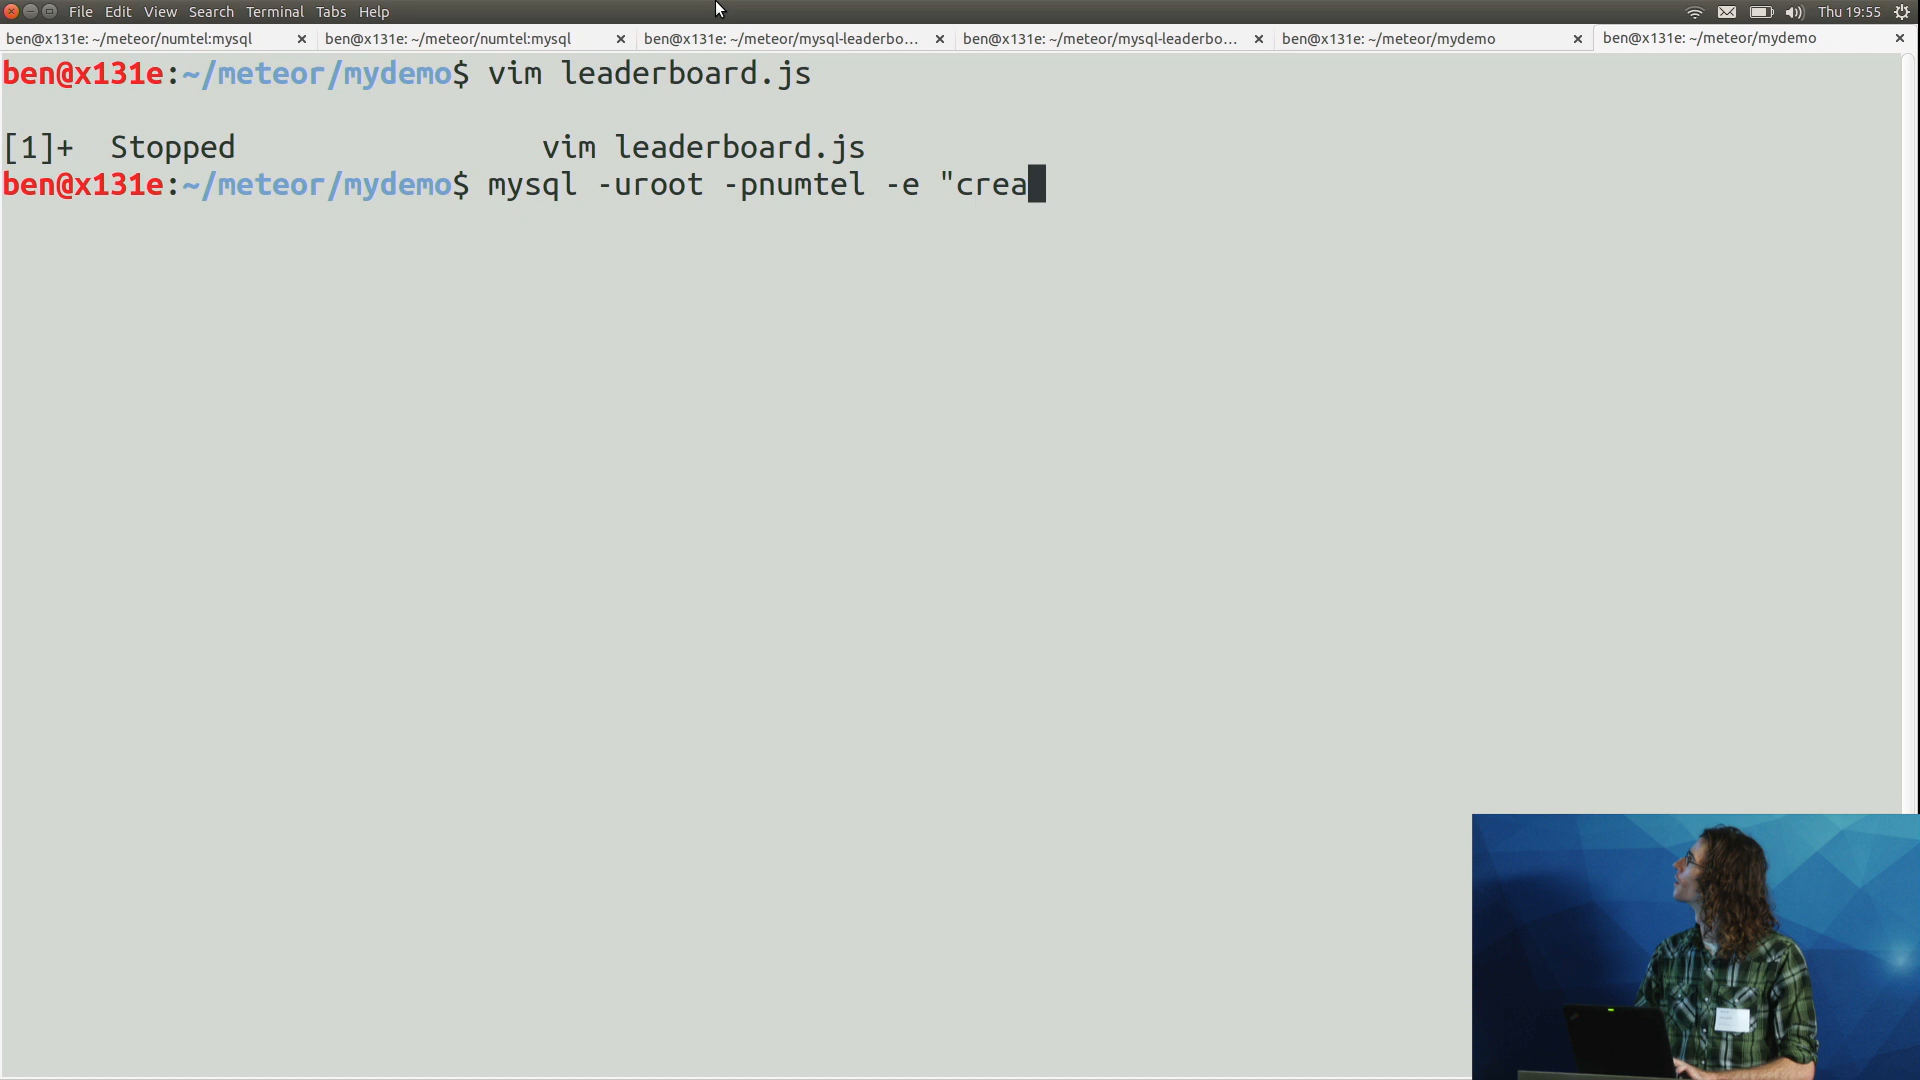 File Edit View Search Terminal Tabs Help Thu 19:55
ben@x131e: ~/meteor/numtel:mysql ben@x131e: ~/meteor/numtel:mysql ben@x131e: ~/meteor/mysql-leaderbo... ben@x131e: ~/meteor/mysql-leaderbo... ben@x131e: ~/meteor/mydemo ben@x131e: ~/meteor/mydemo
ben@x131e:~/meteor/mydemo$ vim leaderboard.js
[1]+ Stopped vim leaderboard.js
ben@x131e:~/meteor/mydemo$ mysql -uroot -pnumtel -e "crea